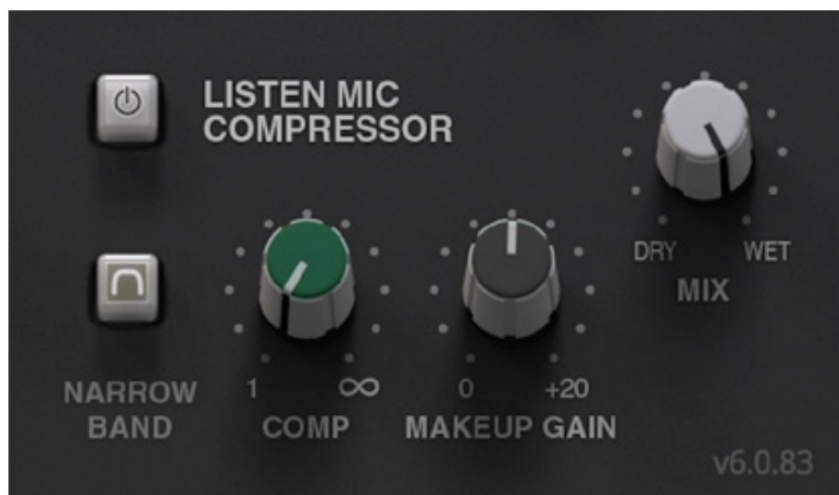 LISTEN MIC
COMPRESSOR
DRY WET
MIX
NARROW
BAND
1 ∞
COMP
0 +20
MAKEUP GAIN
v6.0.83